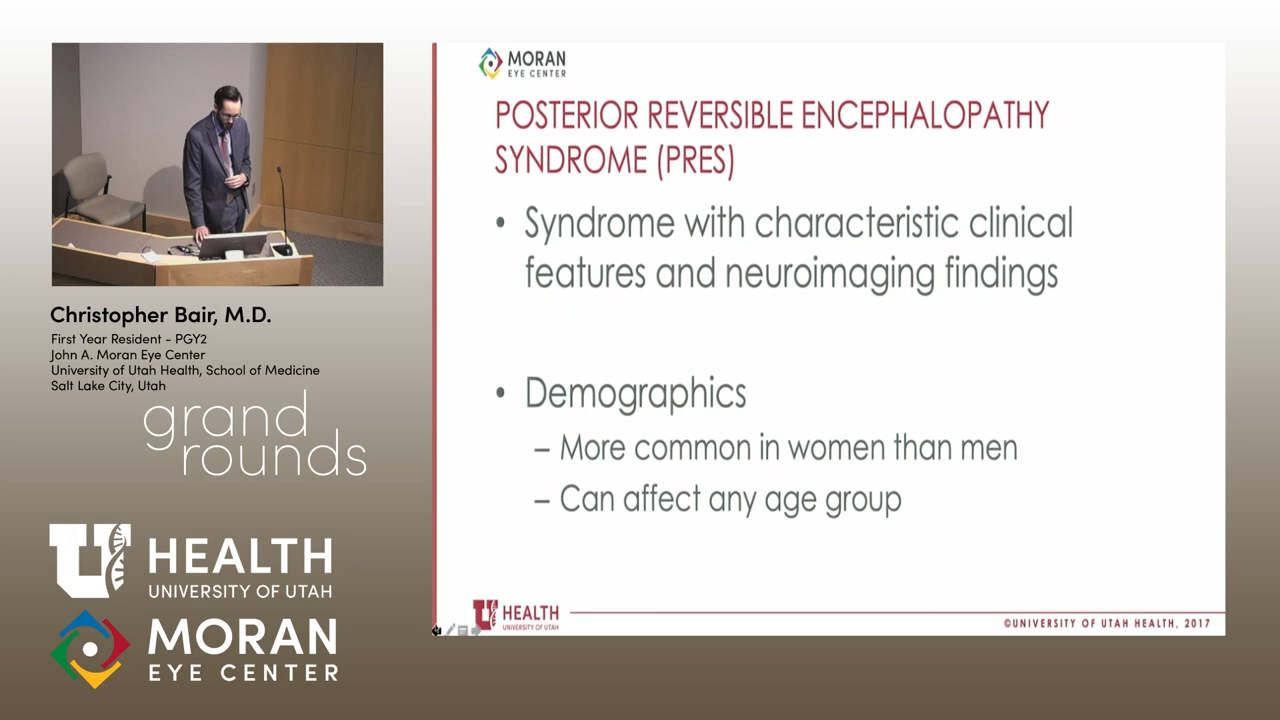 Christopher Bair, M.D.
First Year Resident - PGY2
John A. Moran Eye Center
University of Utah Health, School of Medicine
Salt Lake City, Utah
grand
rounds
U HEALTH
UNIVERSITY OF UTAH
MORAN
EYE CENTER
MORAN
EYE CENTER
POSTERIOR REVERSIBLE ENCEPHALOPATHY
SYNDROME (PRES)
• Syndrome with characteristic clinical
features and neuroimaging findings
• Demographics
– More common in women than men
– Can affect any age group
U HEALTH
UNIVERSITY OF UTAH
©UNIVERSITY OF UTAH HEALTH, 2017